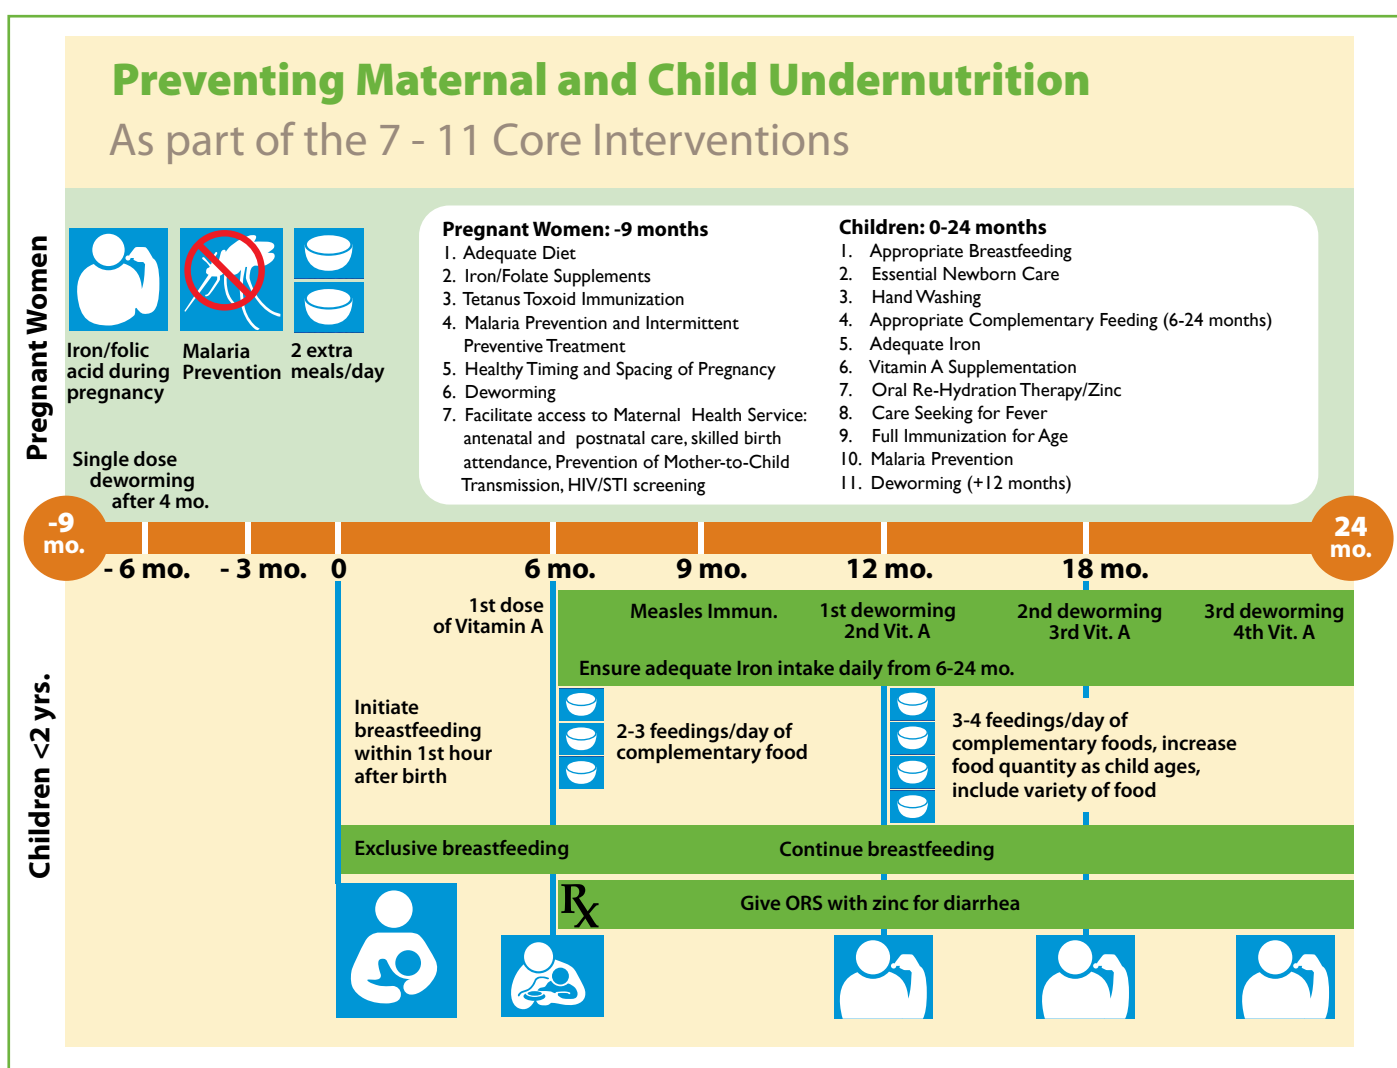 Preventing Maternal and Child Undernutrition
As part of the 7 - 11 Core Interventions
Pregnant Women
Iron/folic
acid during
pregnancy
Malaria
Prevention
2 extra
meals/day
Single dose
deworming
after 4 mo.
Pregnant Women: -9 months
1. Adequate Diet
2. Iron/Folate Supplements
3. Tetanus Toxoid Immunization
4. Malaria Prevention and Intermittent
Preventive Treatment
5. Healthy Timing and Spacing of Pregnancy
6. Deworming
7. Facilitate access to Maternal Health Service:
antenatal and postnatal care, skilled birth
attendance, Prevention of Mother-to-Child
Transmission, HIV/STI screening
Children: 0-24 months
1. Appropriate Breastfeeding
2. Essential Newborn Care
3. Hand Washing
4. Appropriate Complementary Feeding (6-24 months)
5. Adequate Iron
6. Vitamin A Supplementation
7. Oral Re-Hydration Therapy/Zinc
8. Care Seeking for Fever
9. Full Immunization for Age
10. Malaria Prevention
11. Deworming (+12 months)
-9
mo.
24
mo.
- 6 mo.
- 3 mo.
0
6 mo.
9 mo.
12 mo.
18 mo.
Children <2 yrs.
1st dose
of Vitamin A
Measles Immun.
1st deworming
2nd Vit. A
2nd deworming
3rd Vit. A
3rd deworming
4th Vit. A
Ensure adequate Iron intake daily from 6-24 mo.
Initiate
breastfeeding
within 1st hour
after birth
2-3 feedings/day of
complementary food
3-4 feedings/day of
complementary foods, increase
food quantity as child ages,
include variety of food
Exclusive breastfeeding
Continue breastfeeding
Rx
Give ORS with zinc for diarrhea